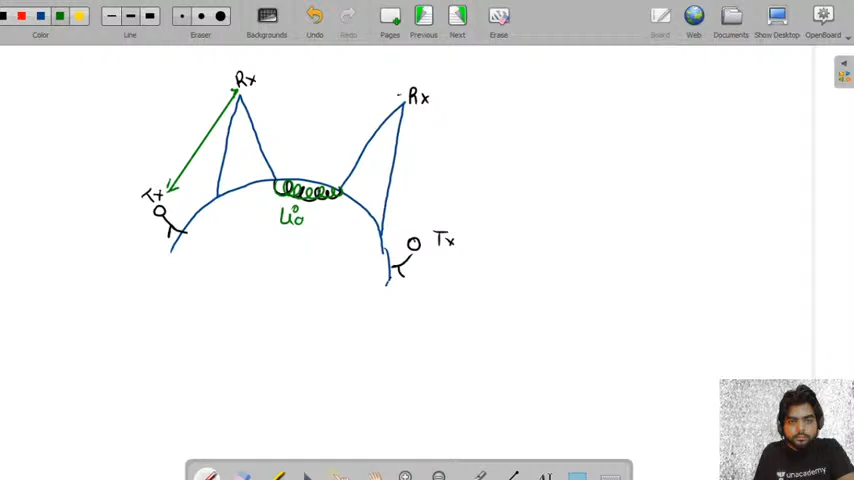 Color
Line
Eraser
Backgrounds
Undo
Redo
Pages
Previous
Next
Erase
Board
Web
Documents
Show Desktop
OpenBoard
Rx
Rx
Tx
Tx
unacademy